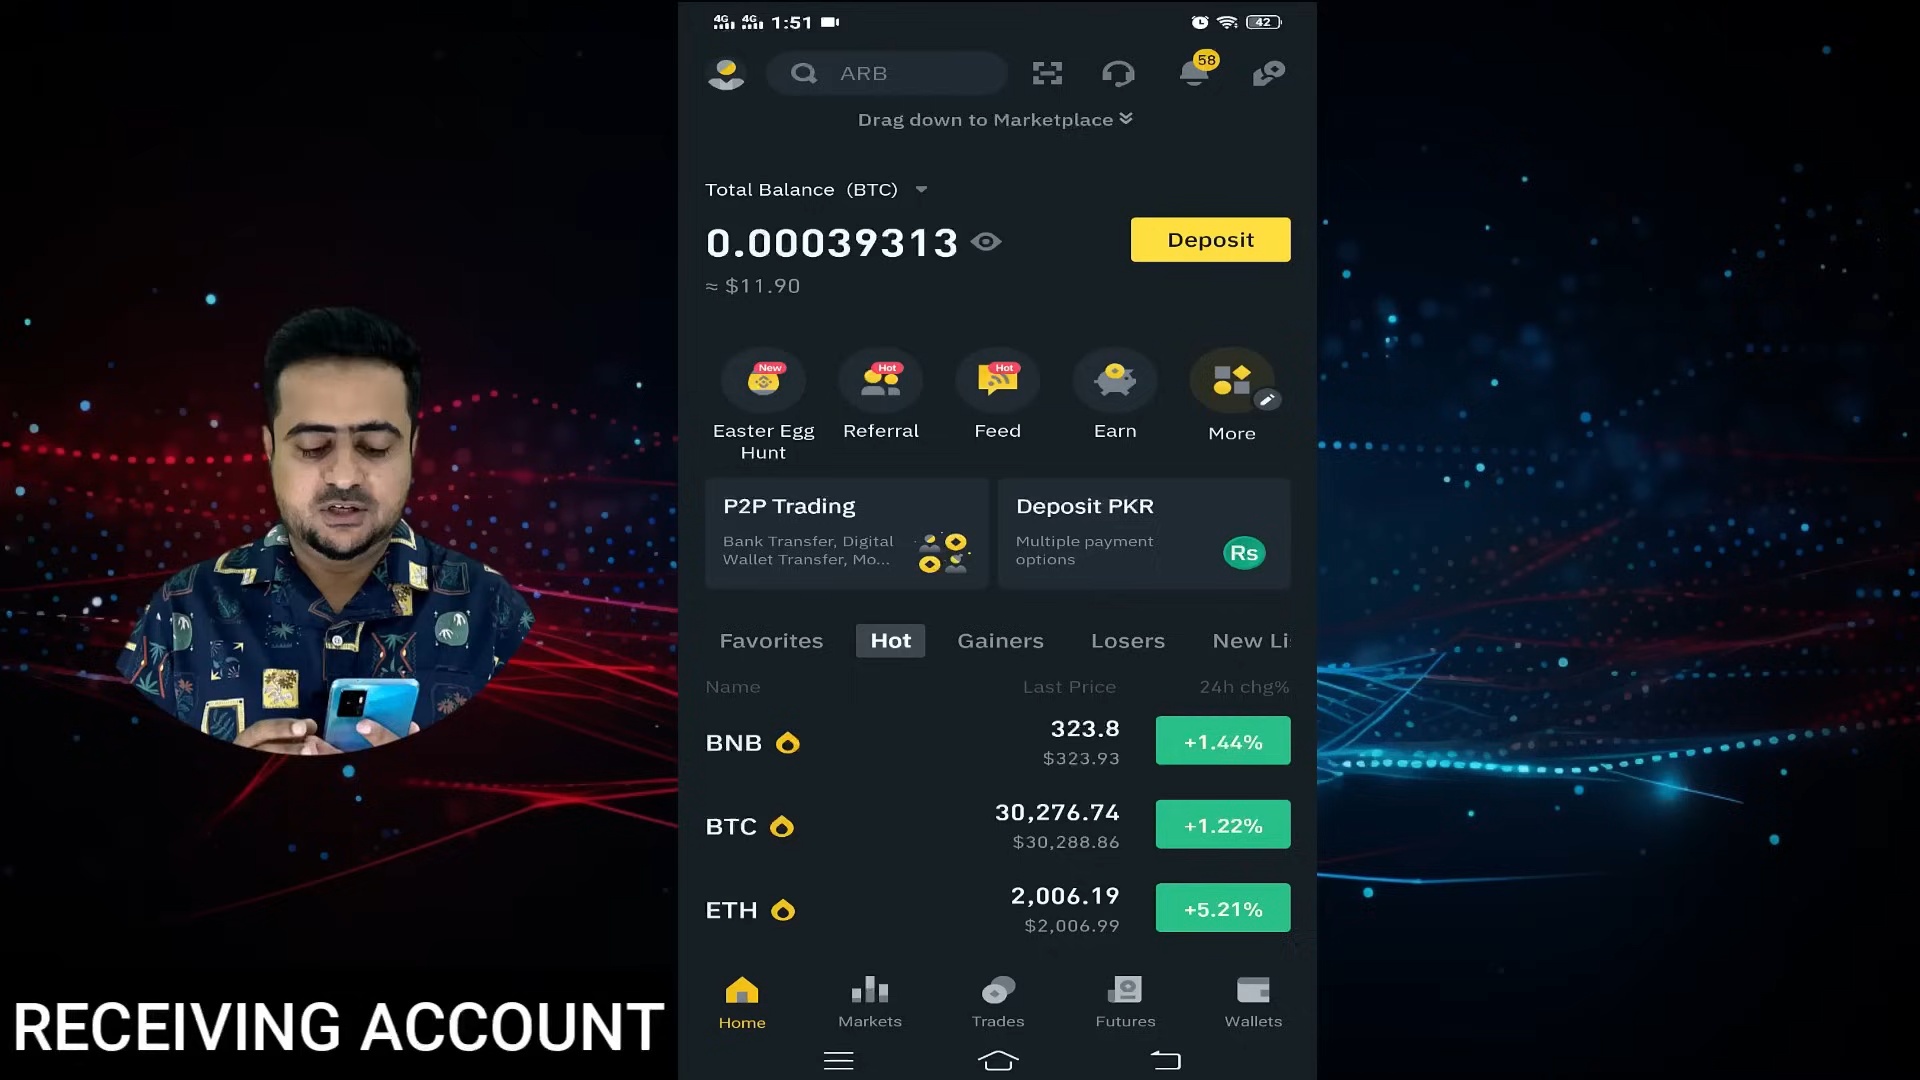 4G 4G 1:51 42
ARB
58
Drag down to Marketplace
Total Balance (BTC)
0.00039313
Deposit
≈ $11.90
New
Hot
Hot
Easter Egg Hunt
Referral
Feed
Earn
More
P2P Trading
Bank Transfer, Digital
Wallet Transfer, Mo...
Deposit PKR
Multiple payment
options
Rs
Favorites Hot Gainers Losers New Li
Name Last Price 24h chg%
BNB 323.8 +1.44%
$323.93
BTC 30,276.74 +1.22%
$30,288.86
ETH 2,006.19 +5.21%
$2,006.99
Home Markets Trades Futures Wallets
RECEIVING ACCOUNT